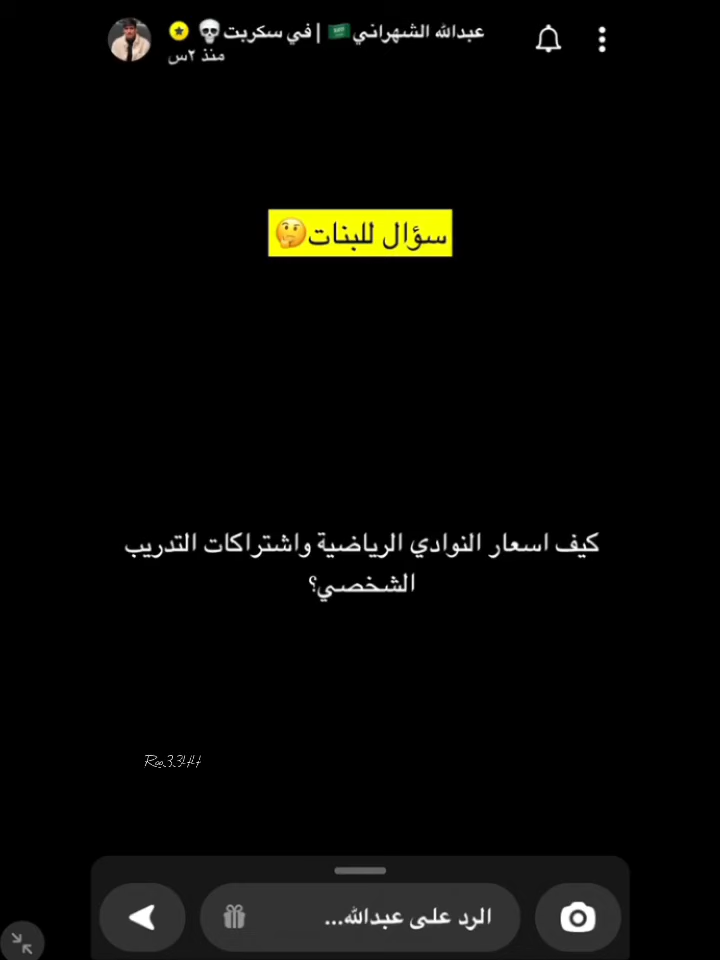 عبدالله الشهراني🇸🇦 | في سكربت💀
منذ ٢س
سؤال للبنات🤔
كيف اسعار النوادي الرياضية واشتراكات التدريب
الشخصي؟
الرد على عبدالله...